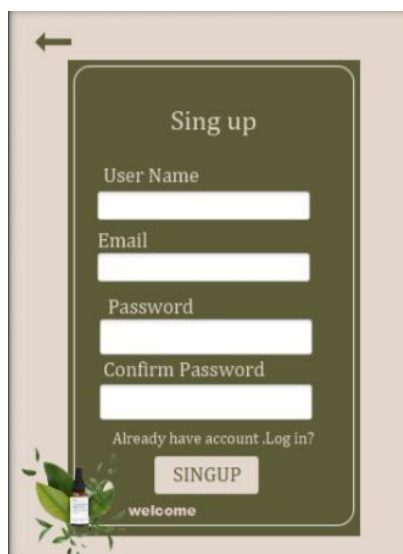 Sing up
User Name
Email
Password
Confirm Password
Already have account .Log in?
SINGUP
welcome